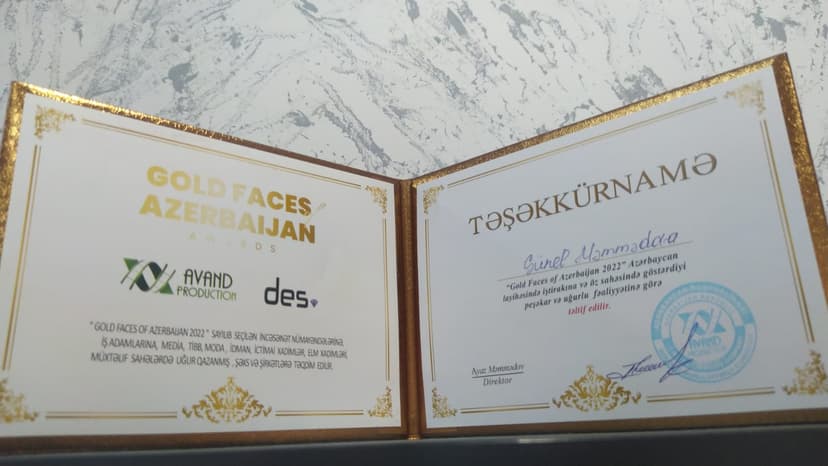 GOLD FACES
AZERBAIJAN
AWARDS
AVAND
PRODUCTION
des
" GOLD FACES OF AZERBAIJAN 2022 " SAYILIB SEÇİLƏN İNCƏSƏNƏT NÜMAYƏNDƏLƏRİNƏ,
İŞ ADAMLARINA, MEDİA, TİBB, MODA, İDMAN, İCTİMAİ XADİMLƏR, ELM XADİMLƏRİ,
MÜXTƏLİF SAHƏLƏRDƏ UĞUR QAZANMIŞ , ŞƏXS VƏ ŞİRKƏTLƏRƏ TƏQDİM EDİLİR.
TƏŞƏKKÜRNAMƏ
Günel Məmmədova
"Gold Faces of Azerbaijan 2022" Azərbaycan
layihəsində iştirakına və öz sahəsində göstərdiyi
peşəkar və uğurlu fəaliyyətinə görə
təltif edilir.
Ayaz Məmmədov
Direktor
AVAND